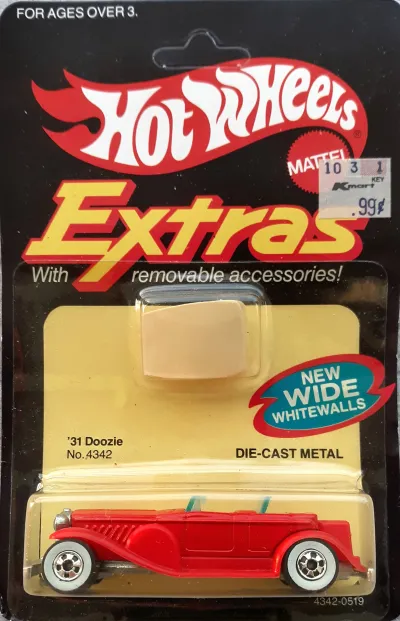 FOR AGES OVER 3.
HOT WHEELS
MATTEL
10 3 1
KEY
Kmart
.99¢
Extras
With removable accessories!
NEW
WIDE
WHITEWALLS
'31 Doozie
No. 4342
DIE-CAST METAL
4342-0519